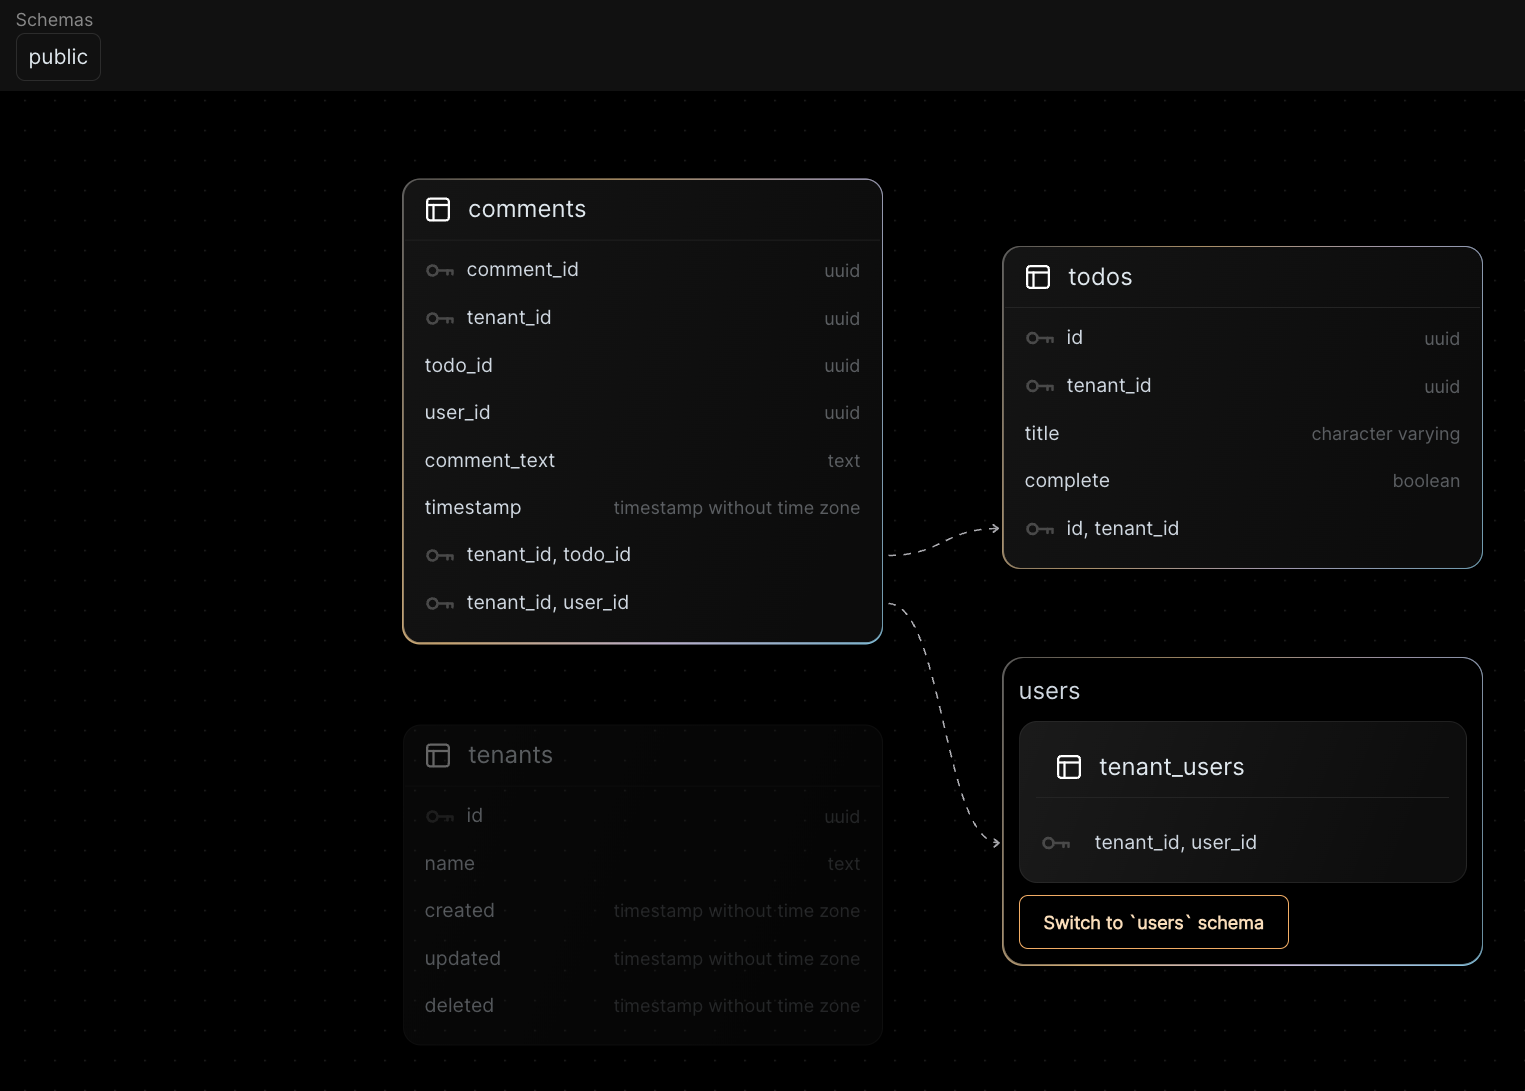 Schemas
public
comments
comment_id uuid
tenant_id uuid
todo_id uuid
user_id uuid
comment_text text
timestamp timestamp without time zone
tenant_id, todo_id
tenant_id, user_id
todos
id uuid
tenant_id uuid
title character varying
complete boolean
id, tenant_id
tenants
id uuid
name text
created timestamp without time zone
updated timestamp without time zone
deleted timestamp without time zone
users
tenant_users
tenant_id, user_id
Switch to `users` schema